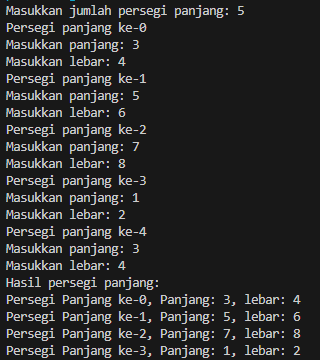 Masukkan jumlah persegi panjang: 5
Persegi panjang ke-0
Masukkan panjang: 3
Masukkan lebar: 4
Persegi panjang ke-1
Masukkan panjang: 5
Masukkan lebar: 6
Persegi panjang ke-2
Masukkan panjang: 7
Masukkan lebar: 8
Persegi panjang ke-3
Masukkan panjang: 1
Masukkan lebar: 2
Persegi panjang ke-4
Masukkan panjang: 3
Masukkan lebar: 4
Hasil persegi panjang:
Persegi Panjang ke-0, Panjang: 3, lebar: 4
Persegi Panjang ke-1, Panjang: 5, lebar: 6
Persegi Panjang ke-2, Panjang: 7, lebar: 8
Persegi Panjang ke-3, Panjang: 1, lebar: 2